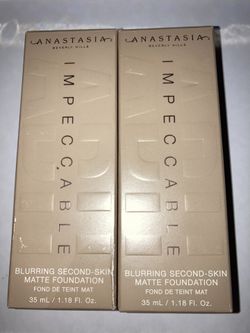 ANASTASIA
BEVERLY HILLS
IMPECCABLE
BLURRING SECOND-SKIN
MATTE FOUNDATION
FOND DE TEINT MAT
35 mL / 1.18 Fl. Oz.
ANASTASIA
BEVERLY HILLS
IMPECCABLE
BLURRING SECOND-SKIN
MATTE FOUNDATION
FOND DE TEINT MAT
35 mL / 1.18 Fl. Oz.